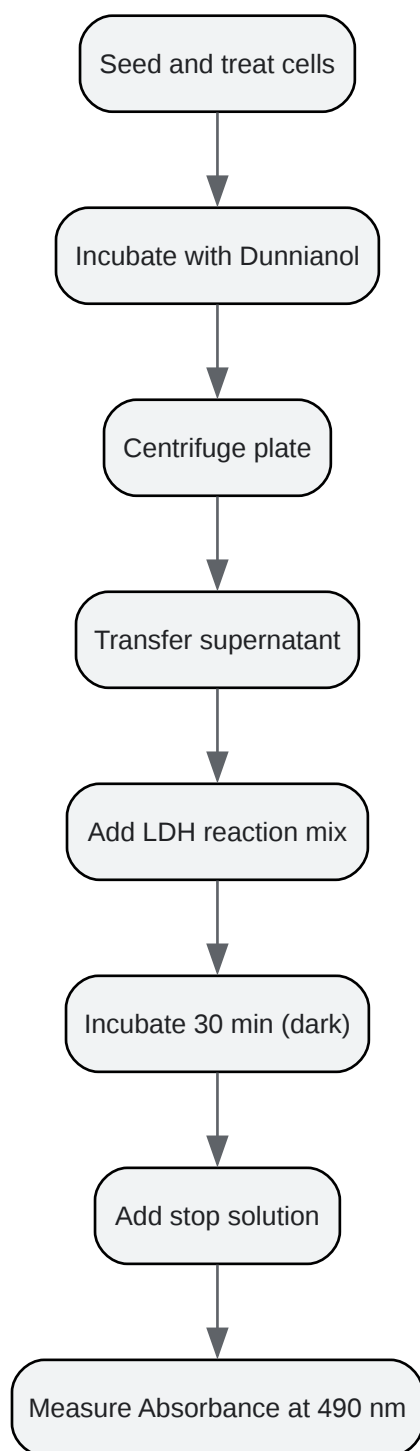 Seed and treat cells
Incubate with Dunnianol
Centrifuge plate
Transfer supernatant
Add LDH reaction mix
Incubate 30 min (dark)
Add stop solution
Measure Absorbance at 490 nm